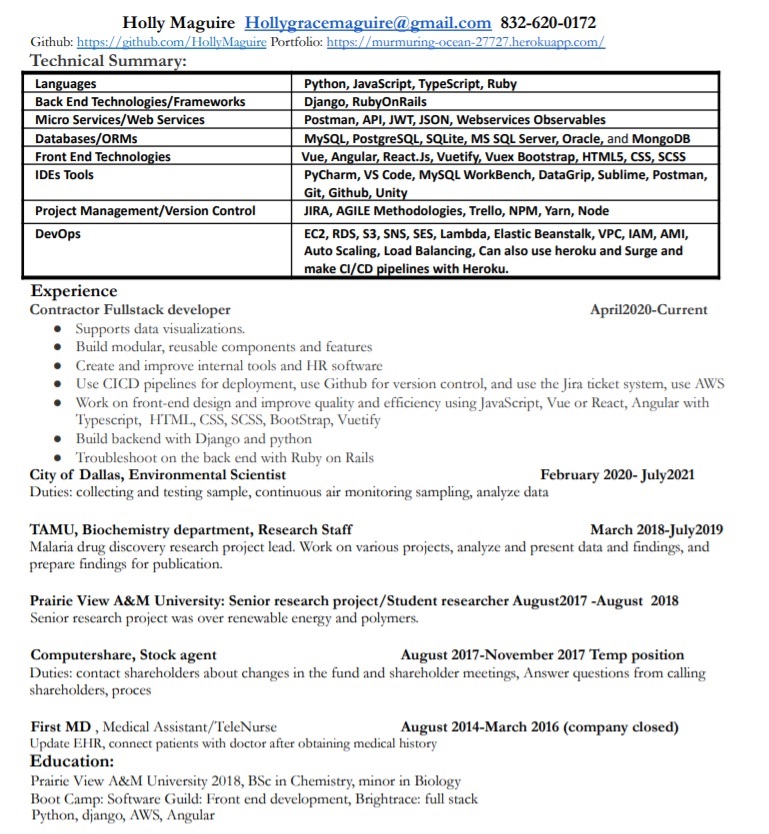 Holly Maguire Hollygracemaguire@gmail.com 832-620-0172
Github: https://github.com/HollyMaguire Portfolio: https://murmuring-ocean-27727.herokuapp.com/
Technical Summary:
Languages Python, JavaScript, TypeScript, Ruby
Back End Technologies/Frameworks Django, RubyOnRails
Micro Services/Web Services Postman, API, JWT, JSON, Webservices Observables
Databases/ORMs MySQL, PostgreSQL, SQLite, MS SQL Server, Oracle, and MongoDB
Front End Technologies Vue, Angular, React.Js, Vuetify, Vuex Bootstrap, HTML5, CSS, SCSS
IDEs Tools PyCharm, VS Code, MySQL WorkBench, DataGrip, Sublime, Postman,
Git, Github, Unity
Project Management/Version Control JIRA, AGILE Methodologies, Trello, NPM, Yarn, Node
DevOps EC2, RDS, S3, SNS, SES, Lambda, Elastic Beanstalk, VPC, IAM, AMI,
Auto Scaling, Load Balancing, Can also use heroku and Surge and
make CI/CD pipelines with Heroku.
Experience
Contractor Fullstack developer April2020-Current
● Supports data visualizations.
● Build modular, reusable components and features
● Create and improve internal tools and HR software
● Use CICD pipelines for deployment, use Github for version control, and use the Jira ticket system, use AWS
● Work on front-end design and improve quality and efficiency using JavaScript, Vue or React, Angular with
Typescript, HTML, CSS, SCSS, BootStrap, Vuetify
● Build backend with Django and python
● Troubleshoot on the back end with Ruby on Rails
City of Dallas, Environmental Scientist February 2020- July2021
Duties: collecting and testing sample, continuous air monitoring sampling, analyze data
TAMU, Biochemistry department, Research Staff March 2018-July2019
Malaria drug discovery research project lead. Work on various projects, analyze and present data and findings, and
prepare findings for publication.
Prairie View A&M University: Senior research project/Student researcher August2017 -August 2018
Senior research project was over renewable energy and polymers.
Computershare, Stock agent August 2017-November 2017 Temp position
Duties: contact shareholders about changes in the fund and shareholder meetings, Answer questions from calling
shareholders, proces
First MD , Medical Assistant/TeleNurse August 2014-March 2016 (company closed)
Update EHR, connect patients with doctor after obtaining medical history
Education:
Prairie View A&M University 2018, BSc in Chemistry, minor in Biology
Boot Camp: Software Guild: Front end development, Brightrace: full stack
Python, django, AWS, Angular